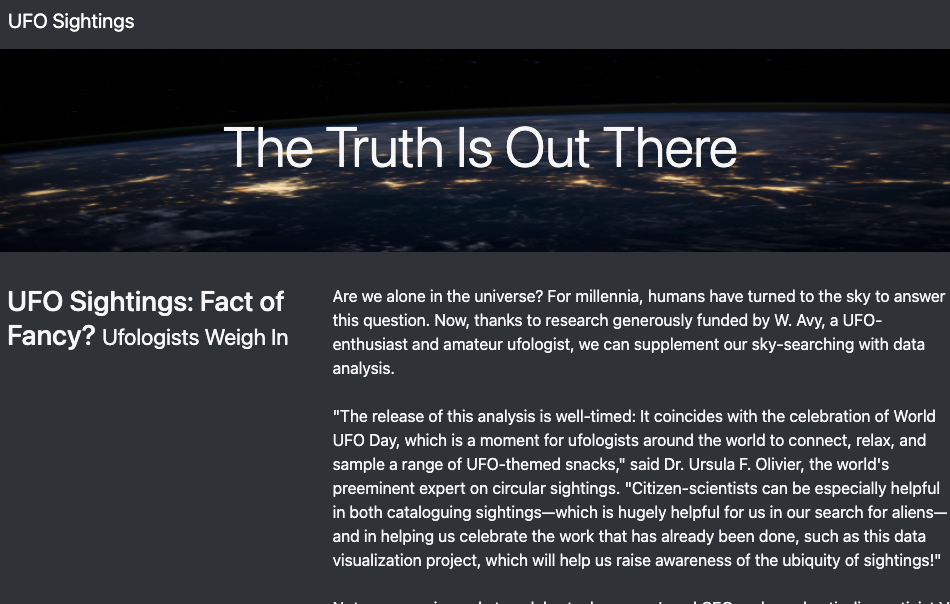 UFO Sightings
The Truth Is Out There
UFO Sightings: Fact of
Fancy? Ufologists Weigh In
Are we alone in the universe? For millennia, humans have turned to the sky to answer
this question. Now, thanks to research generously funded by W. Avy, a UFO-
enthusiast and amateur ufologist, we can supplement our sky-searching with data
analysis.
"The release of this analysis is well-timed: It coincides with the celebration of World
UFO Day, which is a moment for ufologists around the world to connect, relax, and
sample a range of UFO-themed snacks," said Dr. Ursula F. Olivier, the world's
preeminent expert on circular sightings. "Citizen-scientists can be especially helpful
in both cataloguing sightings—which is hugely helpful for us in our search for aliens—
and in helping us celebrate the work that has already been done, such as this data
visualization project, which will help us raise awareness of the ubiquity of sightings!"